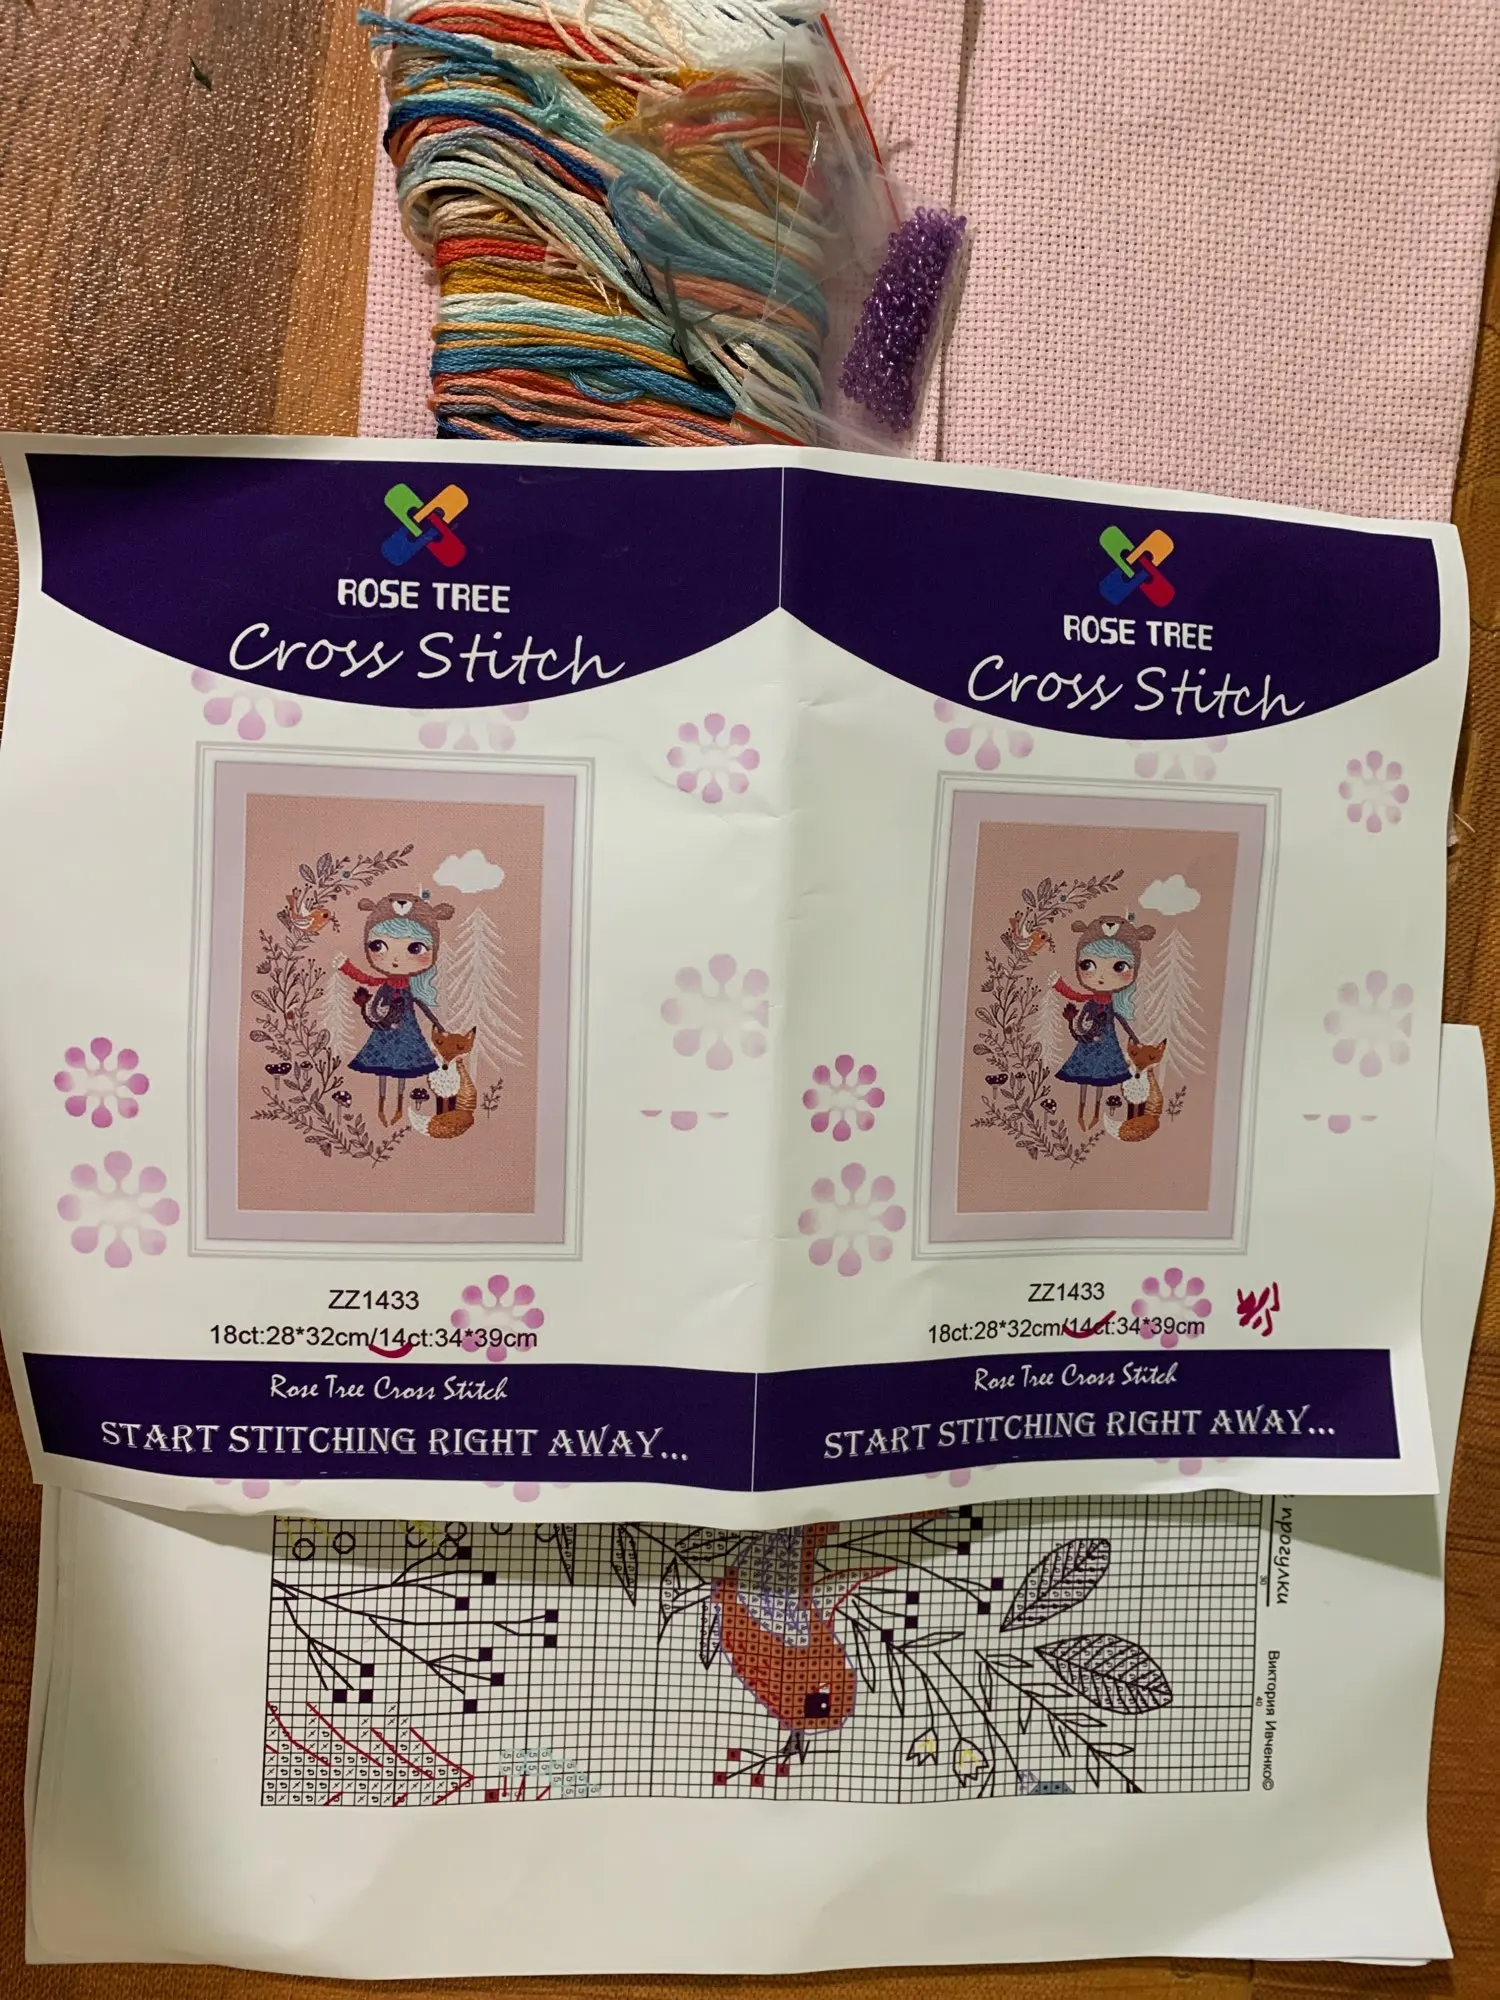 ROSE TREE
Cross Stitch
ZZ1433
18ct:28*32cm/14ct:34*39cm
Rose Tree Cross Stitch
START STITCHING RIGHT AWAY...
ROSE TREE
Cross Stitch
ZZ1433
18ct:28*32cm/14ct:34*39cm
Rose Tree Cross Stitch
START STITCHING RIGHT AWAY...
прогулки
Виктория Ивченко©
30
40